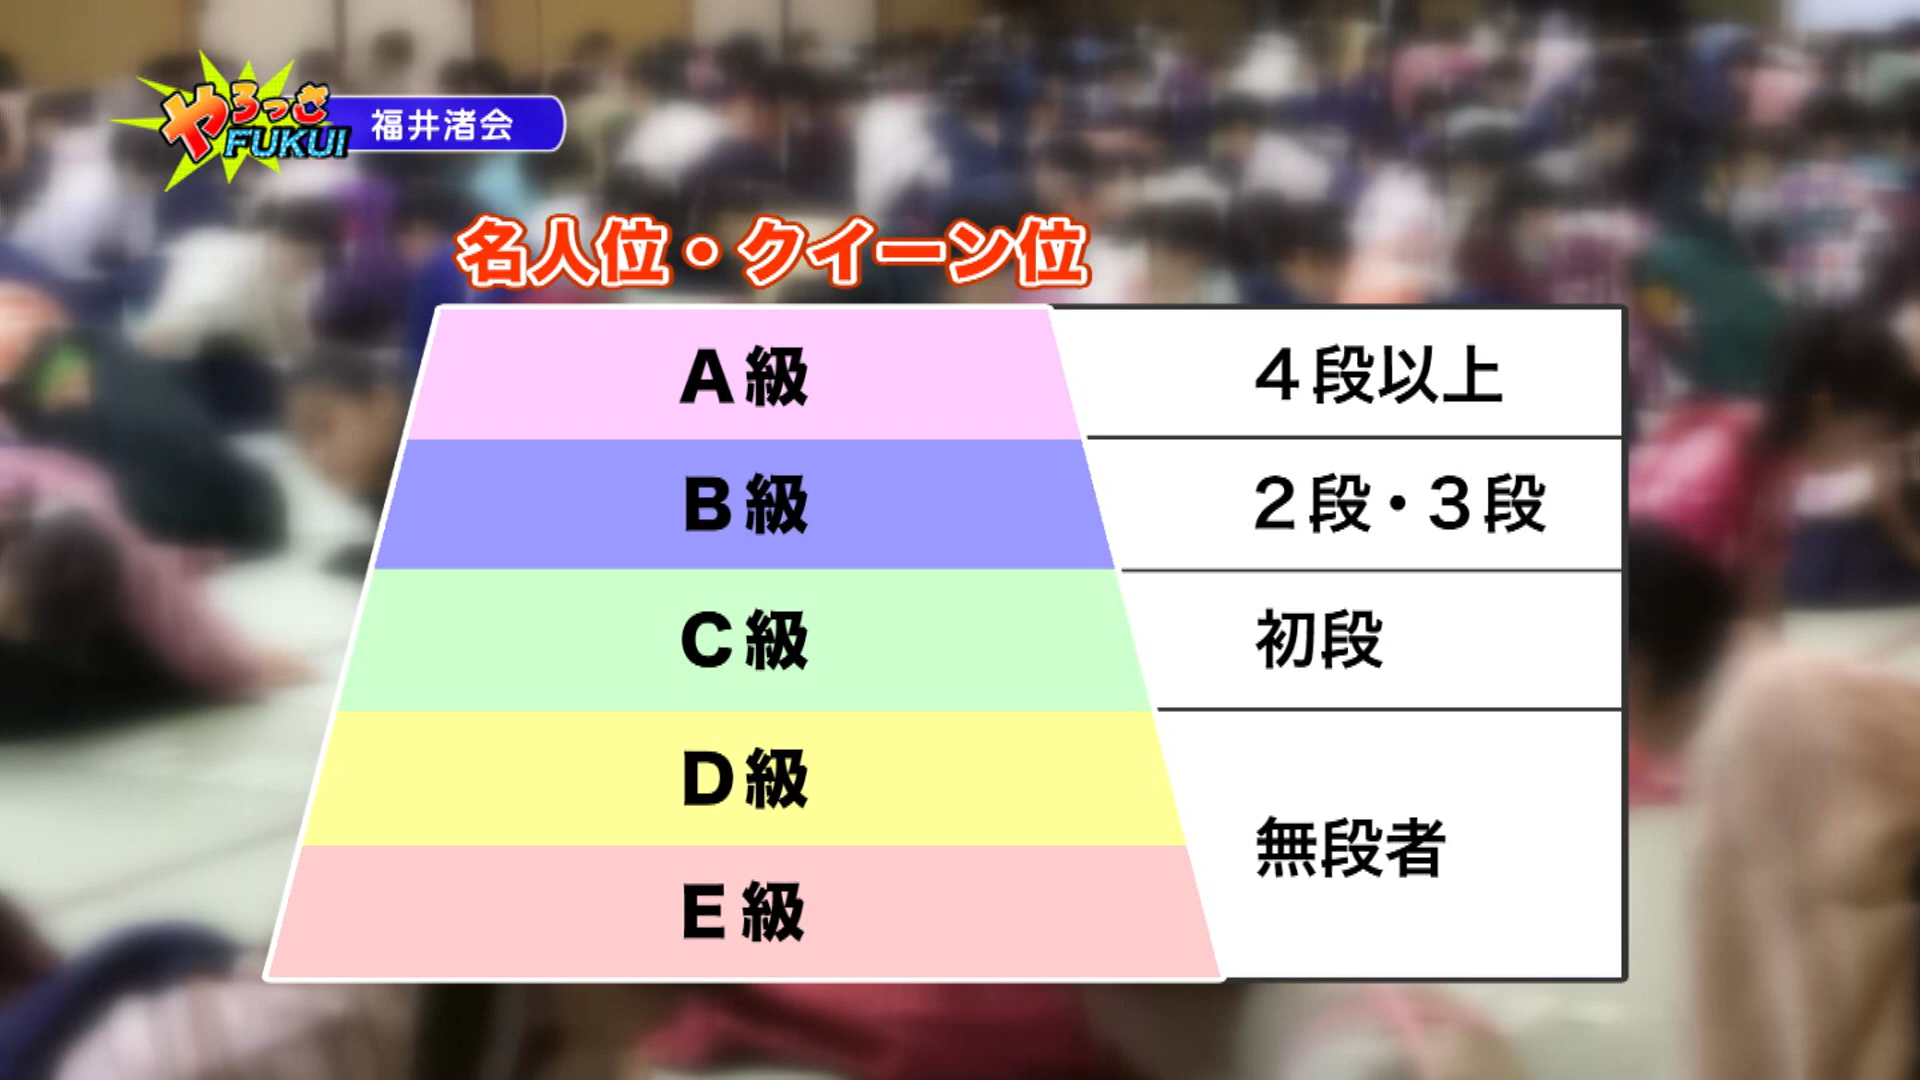 やろっさ
FUKUI
福井渚会
名人位・クイーン位
A級
４段以上
B級
２段・３段
C級
初段
D級
無段者
E級